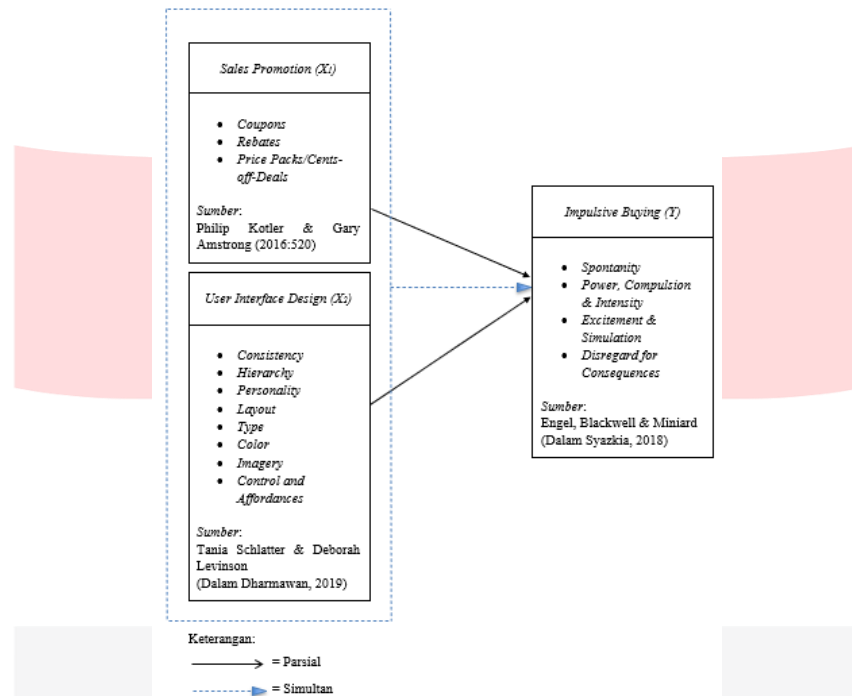 Sales Promotion (X₁)
• Coupons
• Rebates
• Price Packs/Cents-
off-Deals
Sumber:
Philip Kotler & Gary
Amstrong (2016:520)
User Interface Design (X₂)
• Consistency
• Hierarchy
• Personality
• Layout
• Type
• Color
• Imagery
• Control and
Affordances
Sumber:
Tania Schlatter & Deborah
Levinson
(Dalam Dharmawan, 2019)
Impulsive Buying (Y)
• Spontanity
• Power, Compulsion
& Intensity
• Excitement &
Simulation
• Disregard for
Consequences
Sumber:
Engel, Blackwell & Miniard
(Dalam Syazkia, 2018)
Keterangan:
= Parsial
= Simultan